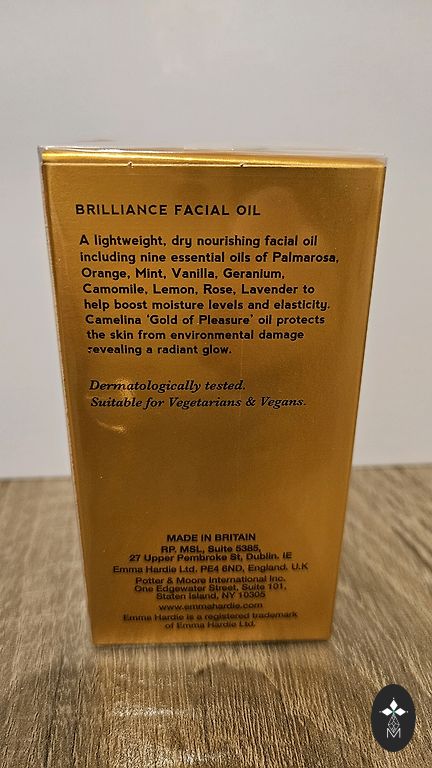 BRILLIANCE FACIAL OIL
A lightweight, dry nourishing facial oil
including nine essential oils of Palmarosa,
Orange, Mint, Vanilla, Geranium,
Camomile, Lemon, Rose, Lavender to
help boost moisture levels and elasticity.
Camelina ‘Gold of Pleasure’ oil protects
the skin from environmental damage
revealing a radiant glow.
Dermatologically tested.
Suitable for Vegetarians & Vegans.
MADE IN BRITAIN
RP. MSL, Suite 5385,
27 Upper Pembroke St, Dublin. IE
Emma Hardie Ltd. PE4 6ND, England. U.K
Potter & Moore International Inc.
One Edgewater Street, Suite 101,
Staten Island, NY 10305
www.emmahardie.com
Emma Hardie is a registered trademark
of Emma Hardie Ltd.
M